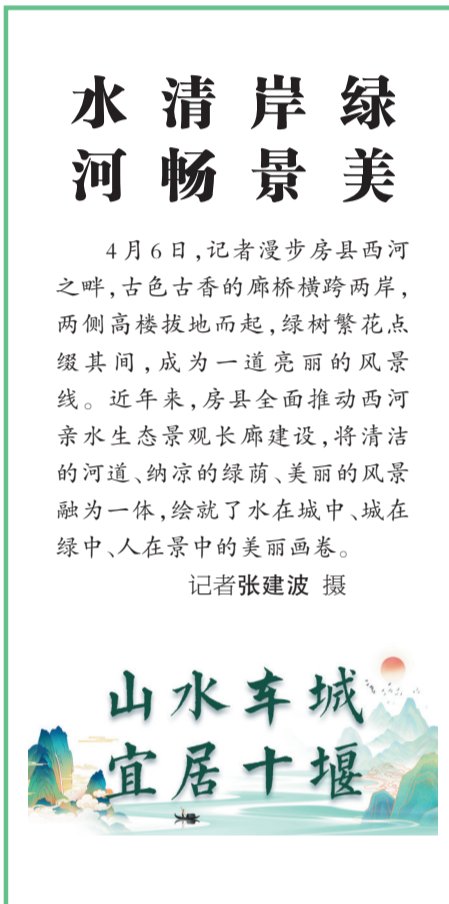 水清岸绿
河畅景美
4月6日,记者漫步房县西河
之畔,古色古香的廊桥横跨两岸,
两侧高楼拔地而起,绿树繁花点
缀其间,成为一道亮丽的风景
线。近年来,房县全面推动西河
亲水生态景观长廊建设,将清洁
的河道、纳凉的绿荫、美丽的风景
融为一体,绘就了水在城中、城在
绿中、人在景中的美丽画卷。
记者张建波 摄
山水车城
宜居十堰